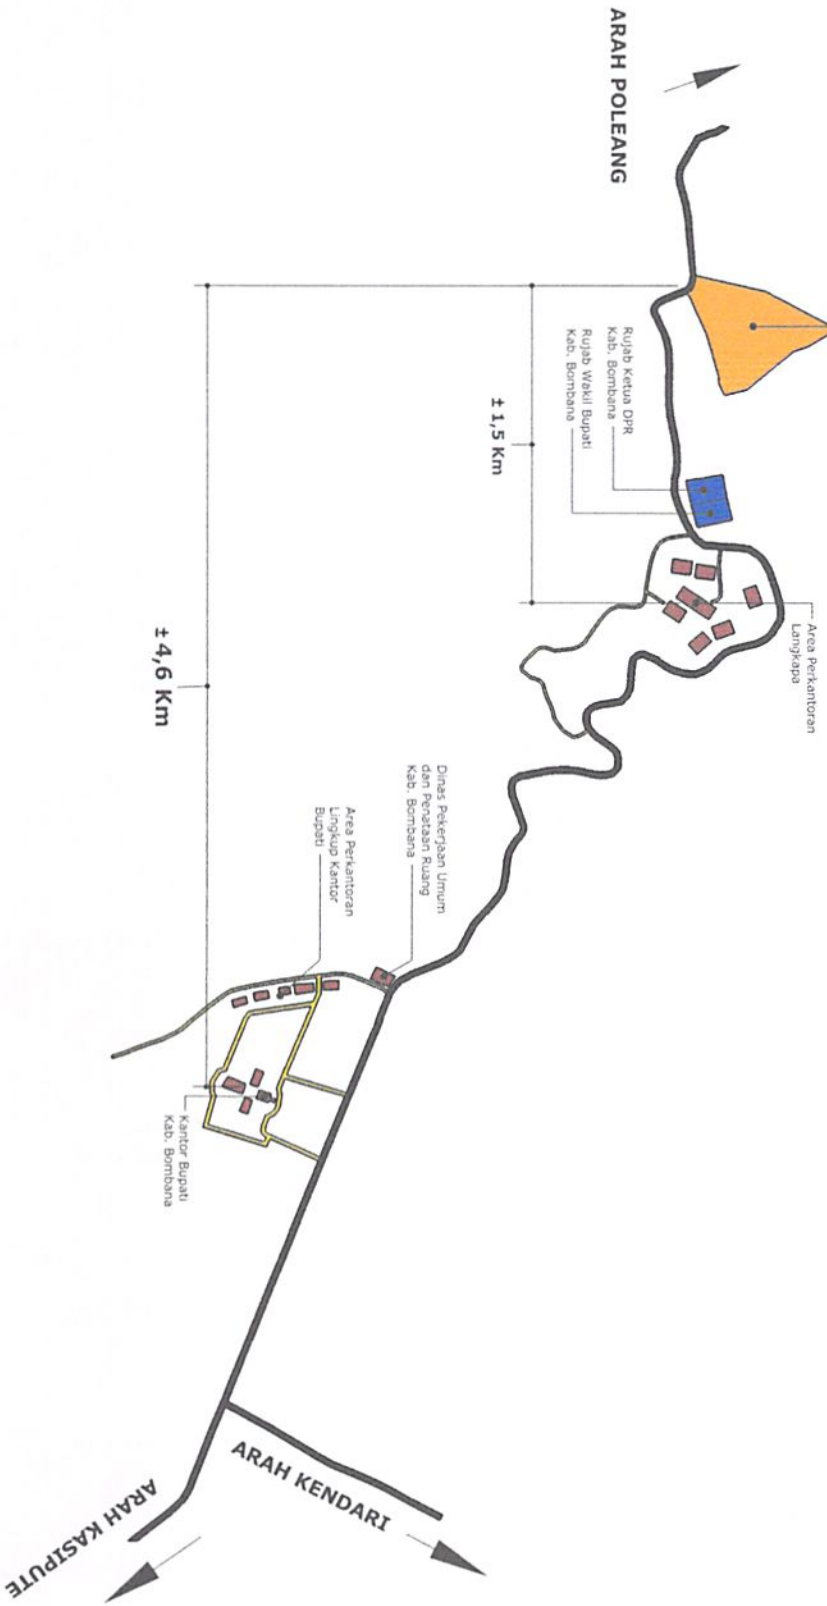 ARAH POLEANG
Rujab Ketua DPR
Kab. Bombana
Rujab Wakil Bupati
Kab. Bombana
± 1,5 Km
Area Perkantoran
Langkapa
± 4,6 Km
Dinas Pekerjaan Umum
dan Penataan Ruang
Kab. Bombana
Area Perkantoran
Lingkup Kantor
Bupati
Kantor Bupati
Kab. Bombana
ARAH KENDARI
ARAH KASIPUTE